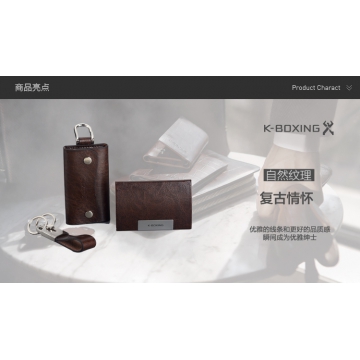 商品亮点
Product Charact
K-BOXING
自然纹理
复古情怀
K-BOXING
优雅的线条和更好的品质感
瞬间成为优雅绅士